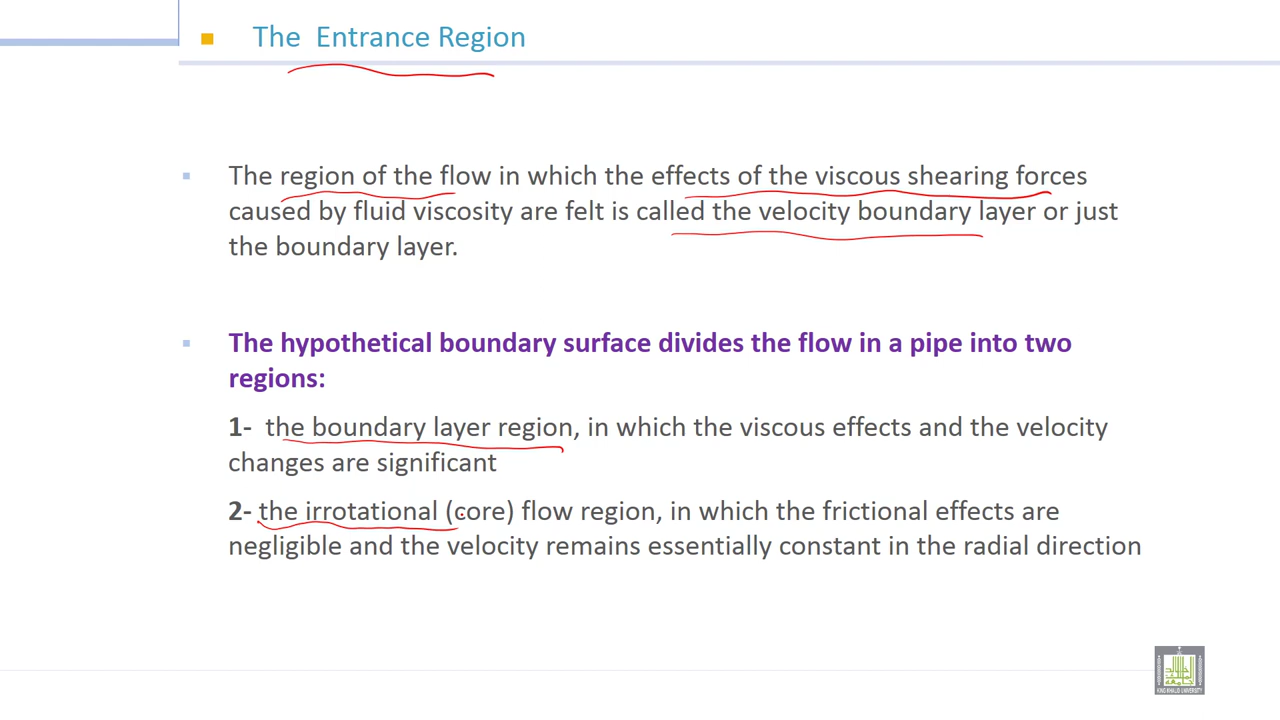 The Entrance Region
The region of the flow in which the effects of the viscous shearing forces
caused by fluid viscosity are felt is called the velocity boundary layer or just
the boundary layer.
The hypothetical boundary surface divides the flow in a pipe into two
regions:
1- the boundary layer region, in which the viscous effects and the velocity
changes are significant
2- the irrotational (core) flow region, in which the frictional effects are
negligible and the velocity remains essentially constant in the radial direction
KING KHALID UNIVERSITY